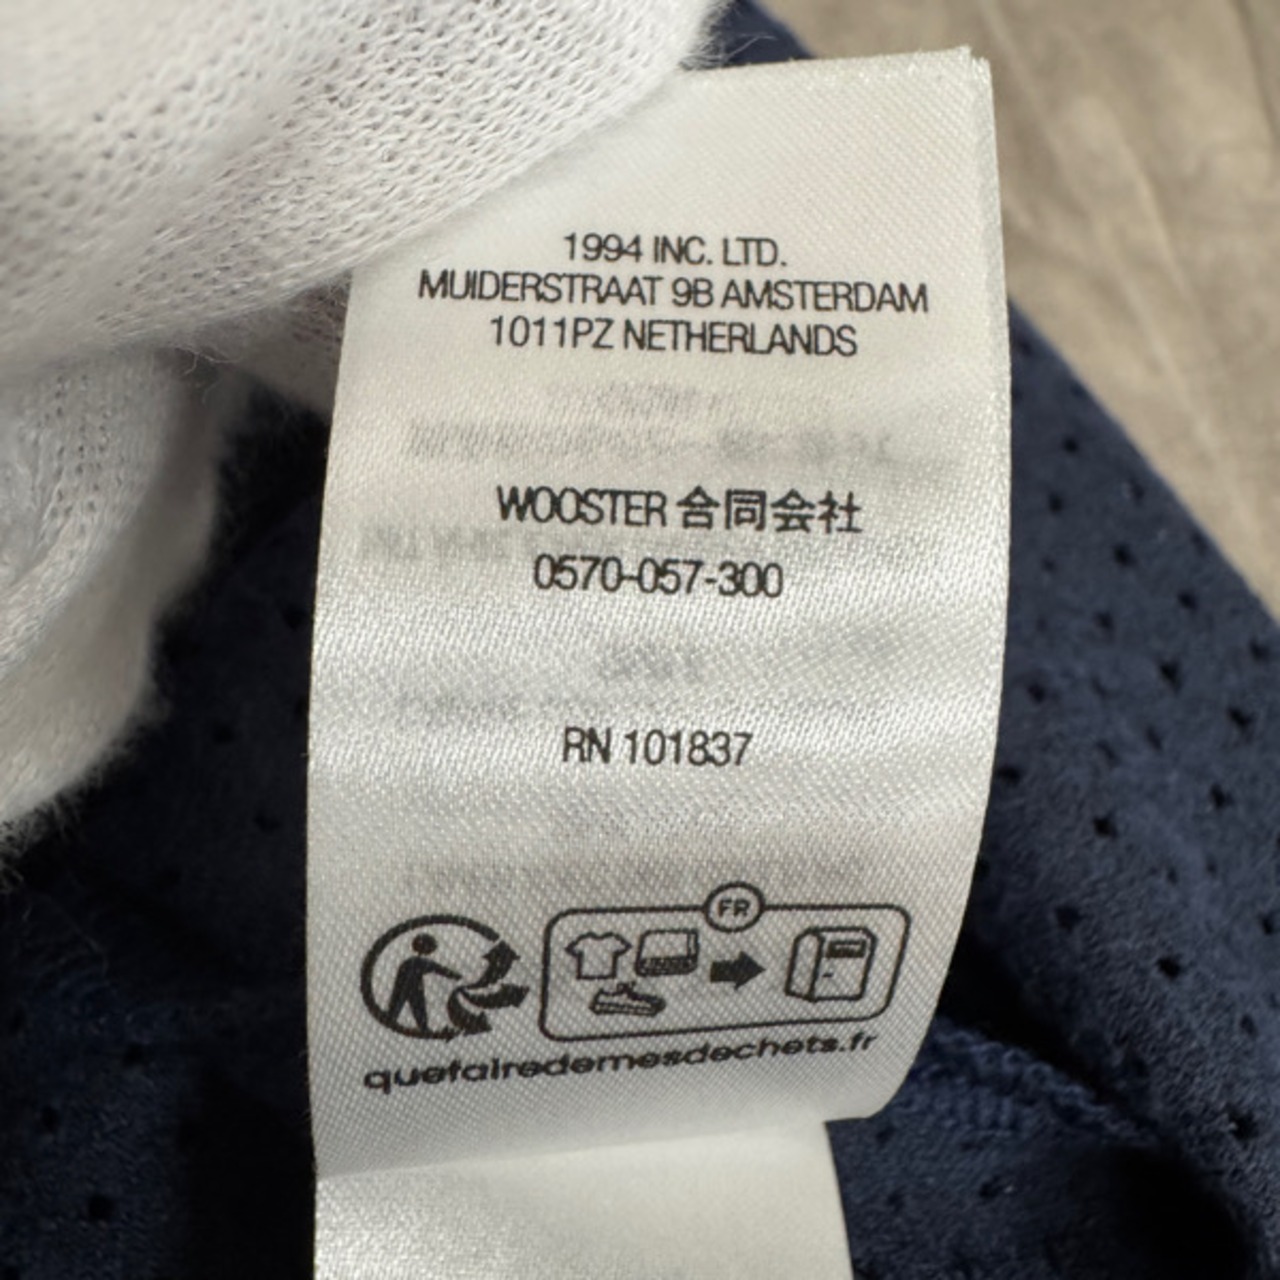 1994 INC. LTD.
MUIDERSTRAAT 9B AMSTERDAM
1011PZ NETHERLANDS
WOOSTER 合同会社
0570-057-300
RN 101837
FR
quefairedemesdechets.fr